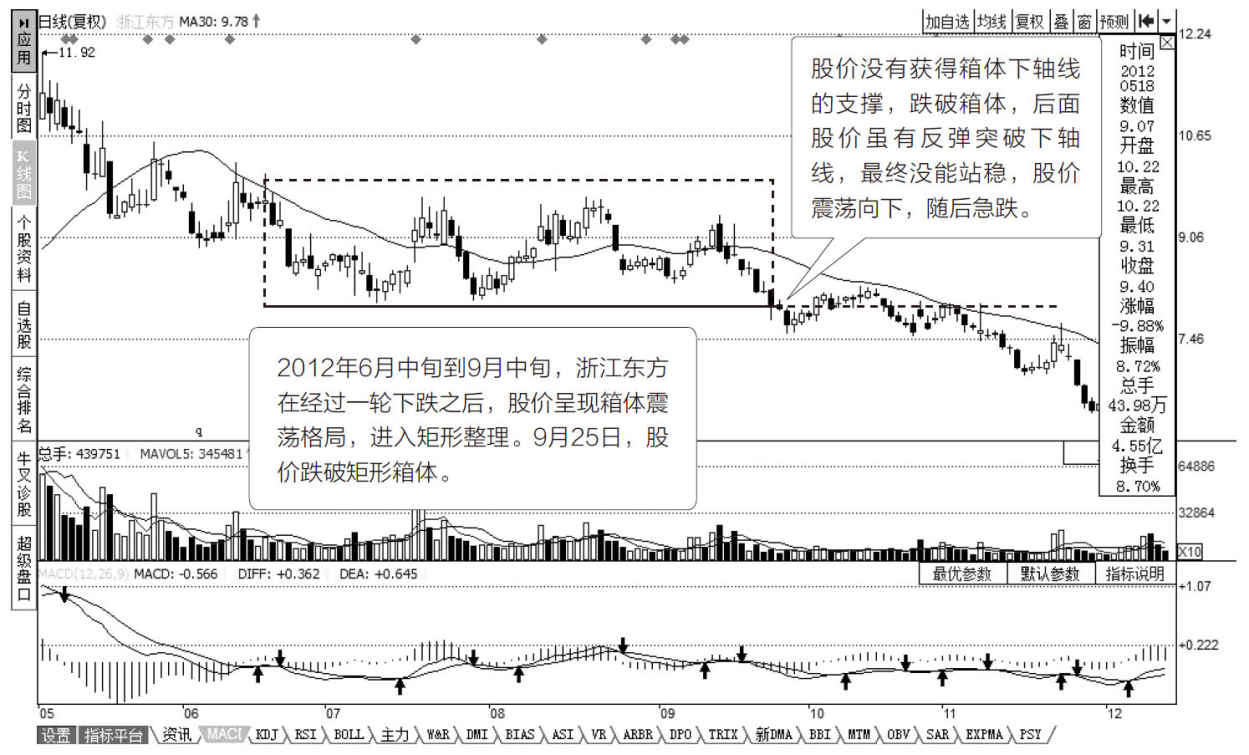 日线(复权) 浙江东方 MA30: 9.78
加自选 均线 复权 叠 窗 预测
应用
分时图
K线图
个股资料
自选股
综合排名
牛叉诊股
超级盘口
11.92
12.24
10.65
9.06
7.46
股价没有获得箱体下轴线
的支撑，跌破箱体，后面
股价虽有反弹突破下轴
线，最终没能站稳，股价
震荡向下，随后急跌。
时间
2012
0518
数值
9.07
开盘
10.22
最高
10.22
最低
9.31
收盘
9.40
涨幅
-9.88%
振幅
8.72%
总手
43.98万
金额
4.55亿
换手
8.70%
2012年6月中旬到9月中旬，浙江东方
在经过一轮下跌之后，股价呈现箱体震
荡格局，进入矩形整理。9月25日，股
价跌破矩形箱体。
q
总手: 439751 MAVOL5: 345481
64886
32864
X10
MACD(12,26,9) MACD: -0.566 DIFF: +0.362 DEA: +0.645
最优参数 默认参数 指标说明
+1.07
+0.222
05 06 07 08 09 10 11 12
设置 指标平台 资讯 MACI KDJ RSI BOLL 主力 W&R DMI BIAS ASI VR ARBR DPO TRIX 新DMA BBI MTM OBV SAR EXPMA PSY